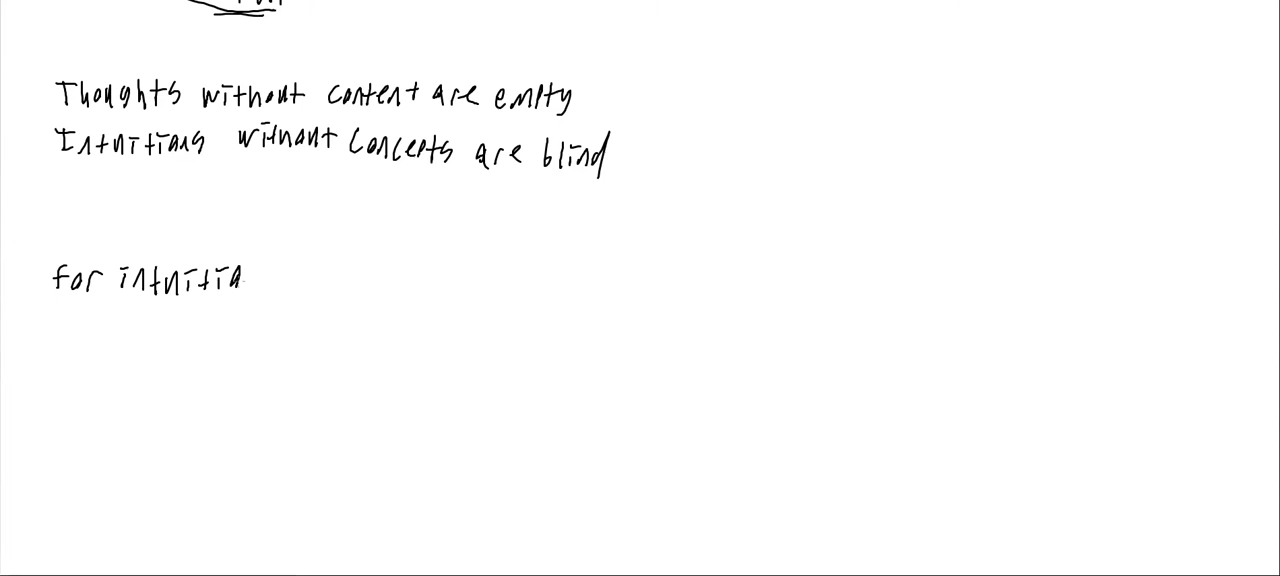 Thoughts without content are empty
Intuitions without concepts are blind
for intuitio